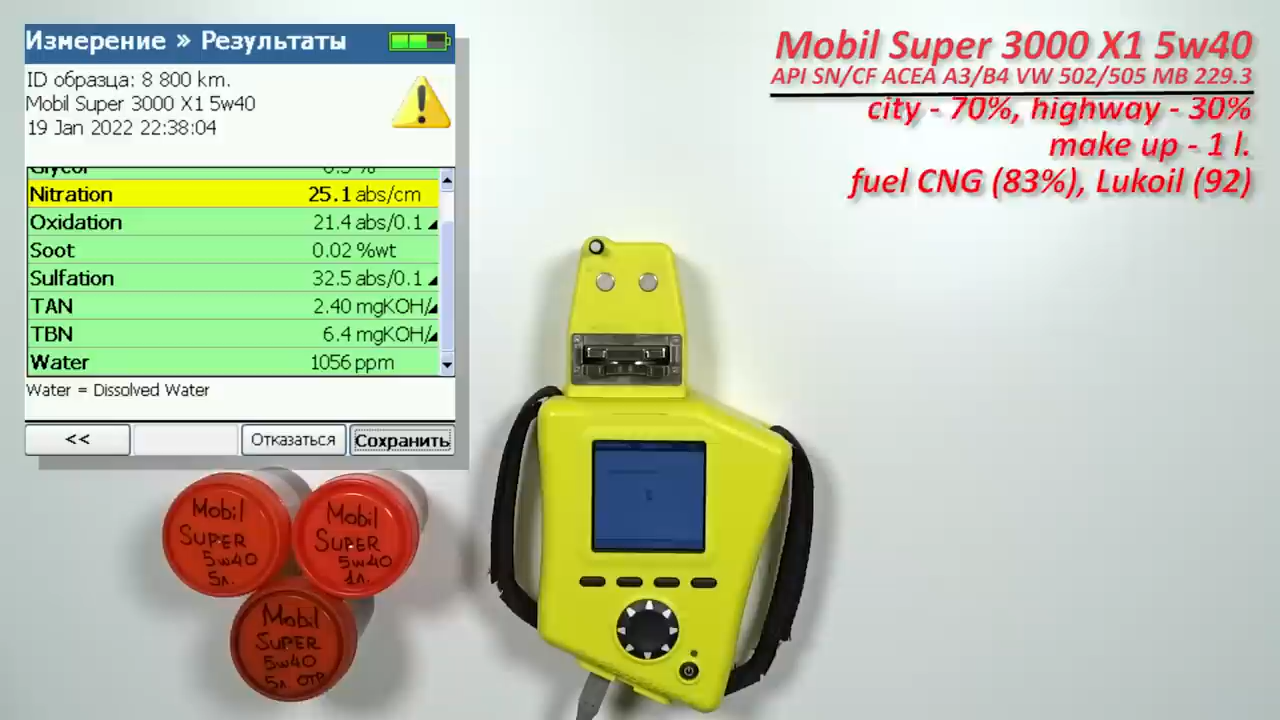 Измерение » Результаты
ID образца: 8 800 km.
Mobil Super 3000 X1 5w40
19 Jan 2022 22:38:04
Nitration 25.1 abs/cm
Oxidation 21.4 abs/0.1
Soot 0.02 %wt
Sulfation 32.5 abs/0.1
TAN 2.40 mgKOH/
TBN 6.4 mgKOH/
Water 1056 ppm
Water = Dissolved Water
<<
Отказаться
Сохранить
Mobil Super 3000 X1 5w40
API SN/CF ACEA A3/B4 VW 502/505 MB 229.3
city - 70%, highway - 30%
make up - 1 l.
fuel CNG (83%), Lukoil (92)
Mobil
SUPER
5w40
5л.
Mobil
SUPER
5w40
1л.
Mobil
SUPER
5w40
5л. ОТР